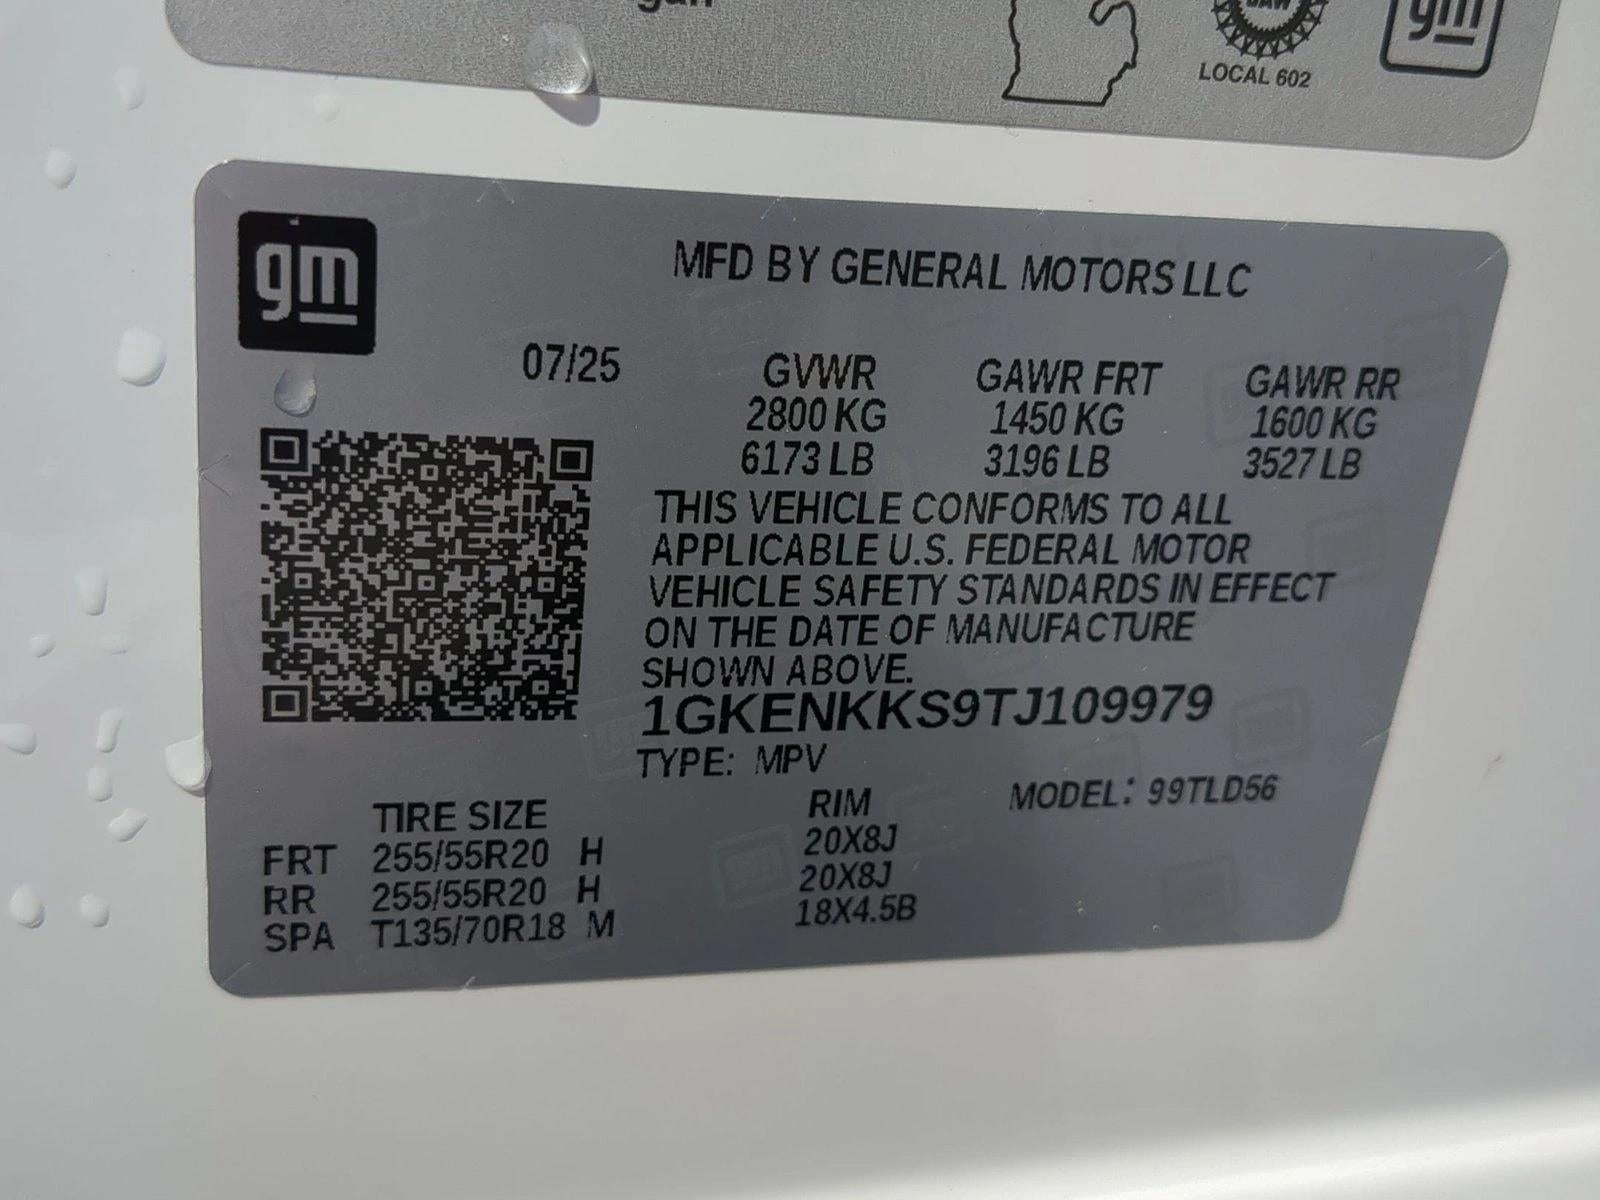 LOCAL 602
gm
gm
MFD BY GENERAL MOTORS LLC
07/25
GVWR GAWR FRT GAWR RR
2800 KG 1450 KG 1600 KG
6173 LB 3196 LB 3527 LB
THIS VEHICLE CONFORMS TO ALL
APPLICABLE U.S. FEDERAL MOTOR
VEHICLE SAFETY STANDARDS IN EFFECT
ON THE DATE OF MANUFACTURE
SHOWN ABOVE.
1GKENKKS9TJ109979
TYPE: MPV
MODEL: 99TLD56
TIRE SIZE RIM
FRT 255/55R20 H 20X8J
RR 255/55R20 H 20X8J
SPA T135/70R18 M 18X4.5B